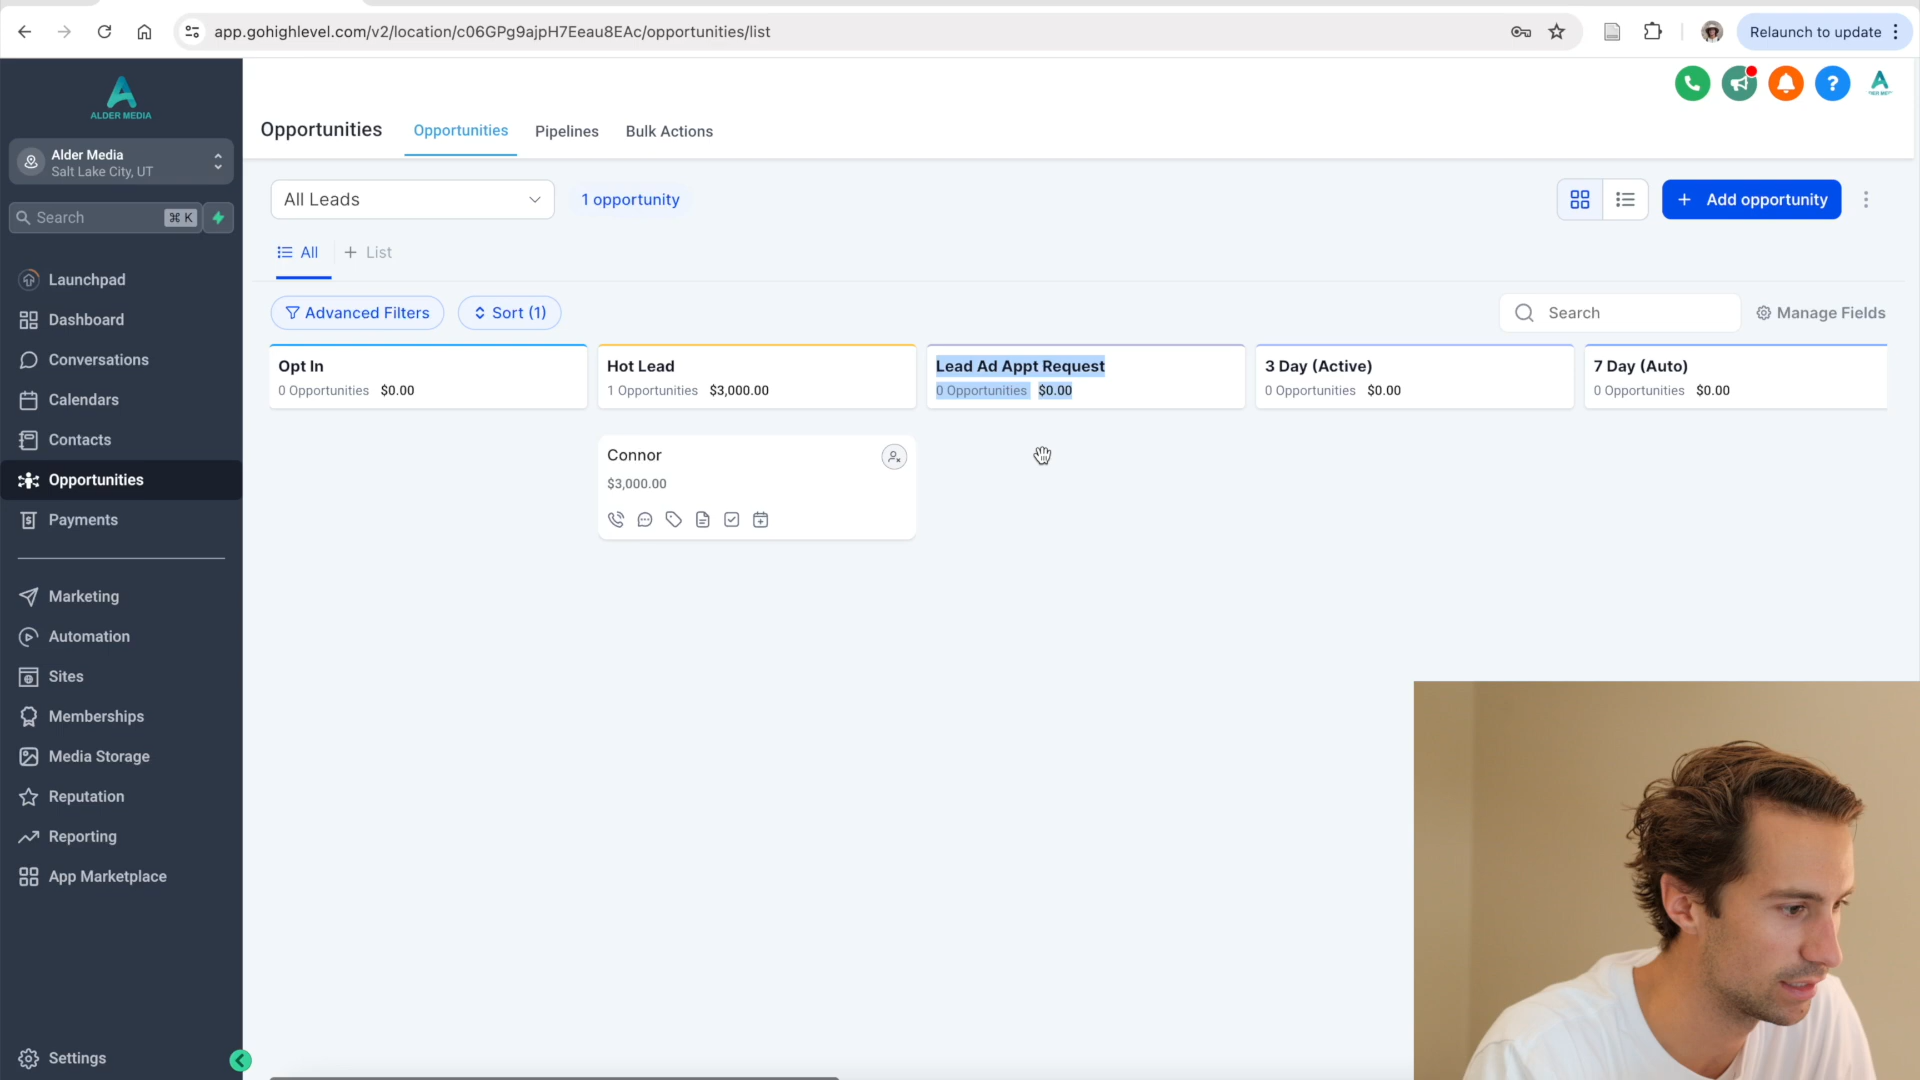 app.gohighlevel.com/v2/location/c06GPg9ajpH7Eeau8EAc/opportunities/list
Relaunch to update
ALDER MEDIA
Alder Media
Salt Lake City, UT
Search
⌘ K
Launchpad
Dashboard
Conversations
Calendars
Contacts
Opportunities
Payments
Marketing
Automation
Sites
Memberships
Media Storage
Reputation
Reporting
App Marketplace
Settings
Opportunities
Opportunities
Pipelines
Bulk Actions
All Leads
1 opportunity
+ Add opportunity
All
+ List
Advanced Filters
Sort (1)
Search
Manage Fields
Opt In
0 Opportunities $0.00
Hot Lead
1 Opportunities $3,000.00
Lead Ad Appt Request
0 Opportunities $0.00
3 Day (Active)
0 Opportunities $0.00
7 Day (Auto)
0 Opportunities $0.00
Connor
$3,000.00